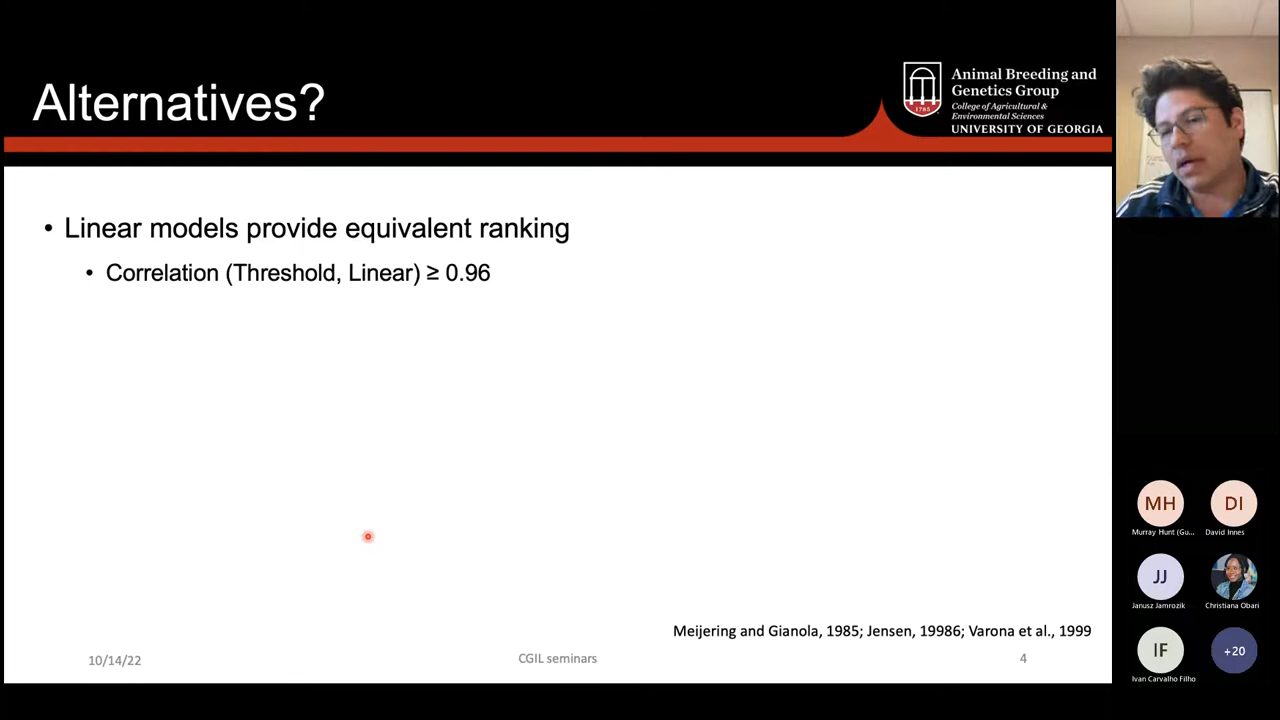 Alternatives?
Animal Breeding and
Genetics Group
College of Agricultural &
Environmental Sciences
UNIVERSITY OF GEORGIA
1785
• Linear models provide equivalent ranking
• Correlation (Threshold, Linear) ≥ 0.96
Meijering and Gianola, 1985; Jensen, 19986; Varona et al., 1999
10/14/22
CGIL seminars
4
MH
DI
Murray Hunt (Gu...
David Innes
JJ
Janusz Jamrozik
Christiana Obari
IF
+20
Ivan Carvalho Filho